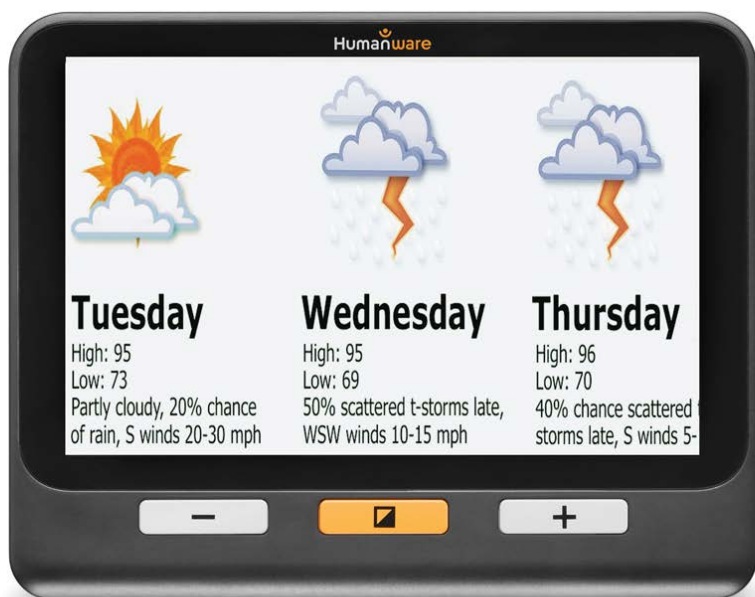 Humanware
Tuesday
High: 95
Low: 73
Partly cloudy, 20% chance
of rain, S winds 20-30 mph
Wednesday
High: 95
Low: 69
50% scattered t-storms late,
WSW winds 10-15 mph
Thursday
High: 96
Low: 70
40% chance scattered
storms late, S winds 5-